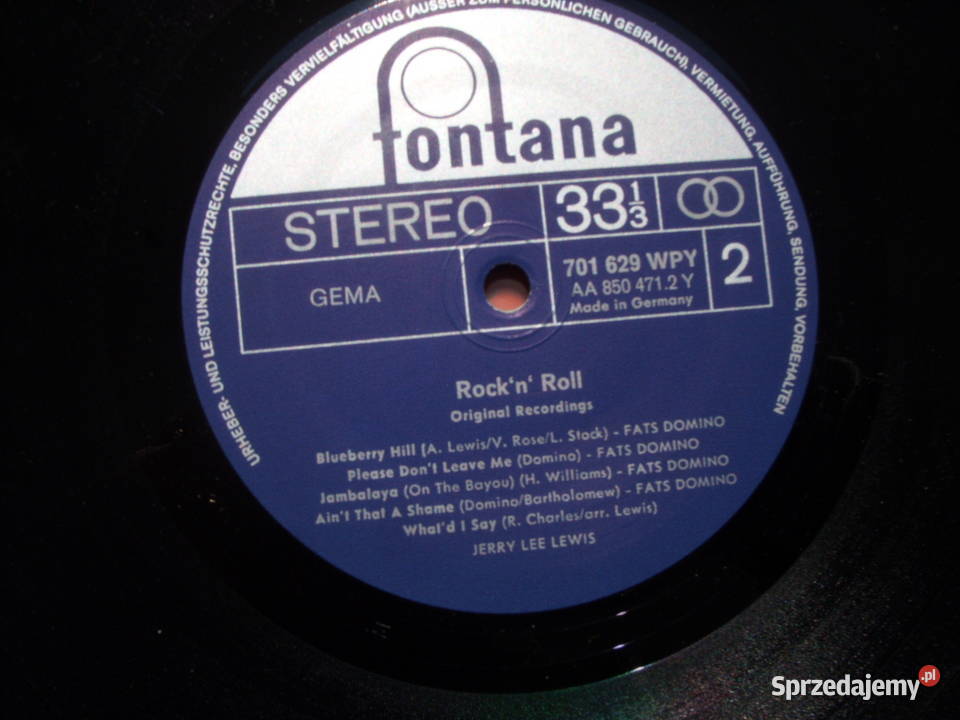 URHEBER- UND LEISTUNGSSCHUTZRECHTE, BESONDERS VERVIELFÄLTIGUNG (AUSSER ZUM PERSÖNLICHEN GEBRAUCH), VERMIETUNG, AUFFÜHRUNG, SENDUNG, VORBEHALTEN
fontana
STEREO
33 1/3
GEMA
701 629 WPY
AA 850 471.2 Y
Made in Germany
2
Rock'n' Roll
Original Recordings
Blueberry Hill (A. Lewis/V. Rose/L. Stock) - FATS DOMINO
Please Don't Leave Me (Domino) - FATS DOMINO
Jambalaya (On The Bayou) (H. Williams) - FATS DOMINO
Ain't That A Shame (Domino/Bartholomew) - FATS DOMINO
What'd I Say (R. Charles/arr. Lewis)
JERRY LEE LEWIS
Sprzedajemy.pl